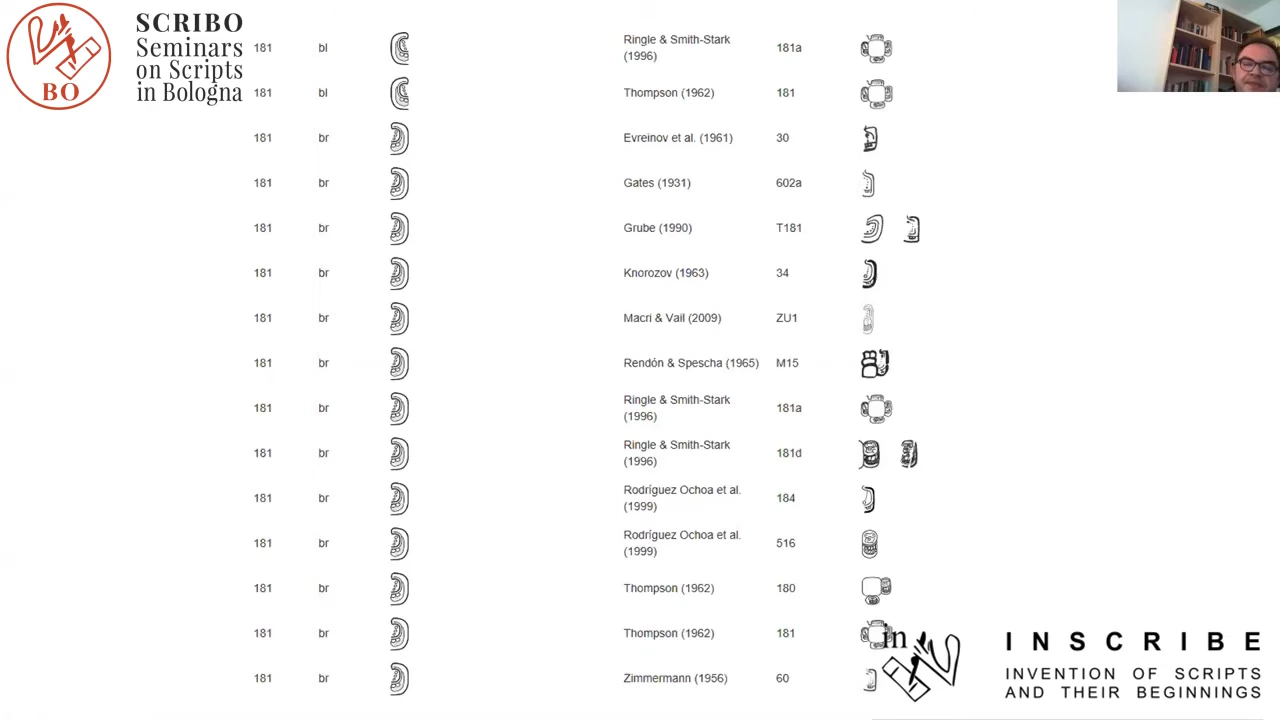 SCRIBO
Seminars
on Scripts
in Bologna
BO
181 bl Ringle & Smith-Stark (1996) 181a
181 bl Thompson (1962) 181
181 br Evreinov et al. (1961) 30
181 br Gates (1931) 602a
181 br Grube (1990) T181
181 br Knorozov (1963) 34
181 br Macri & Vail (2009) ZU1
181 br Rendón & Spescha (1965) M15
181 br Ringle & Smith-Stark (1996) 181a
181 br Ringle & Smith-Stark (1996) 181d
181 br Rodríguez Ochoa et al. (1999) 184
181 br Rodríguez Ochoa et al. (1999) 516
181 br Thompson (1962) 180
181 br Thompson (1962) 181
181 br Zimmermann (1956) 60
in
INSCRIBE
INVENTION OF SCRIPTS
AND THEIR BEGINNINGS